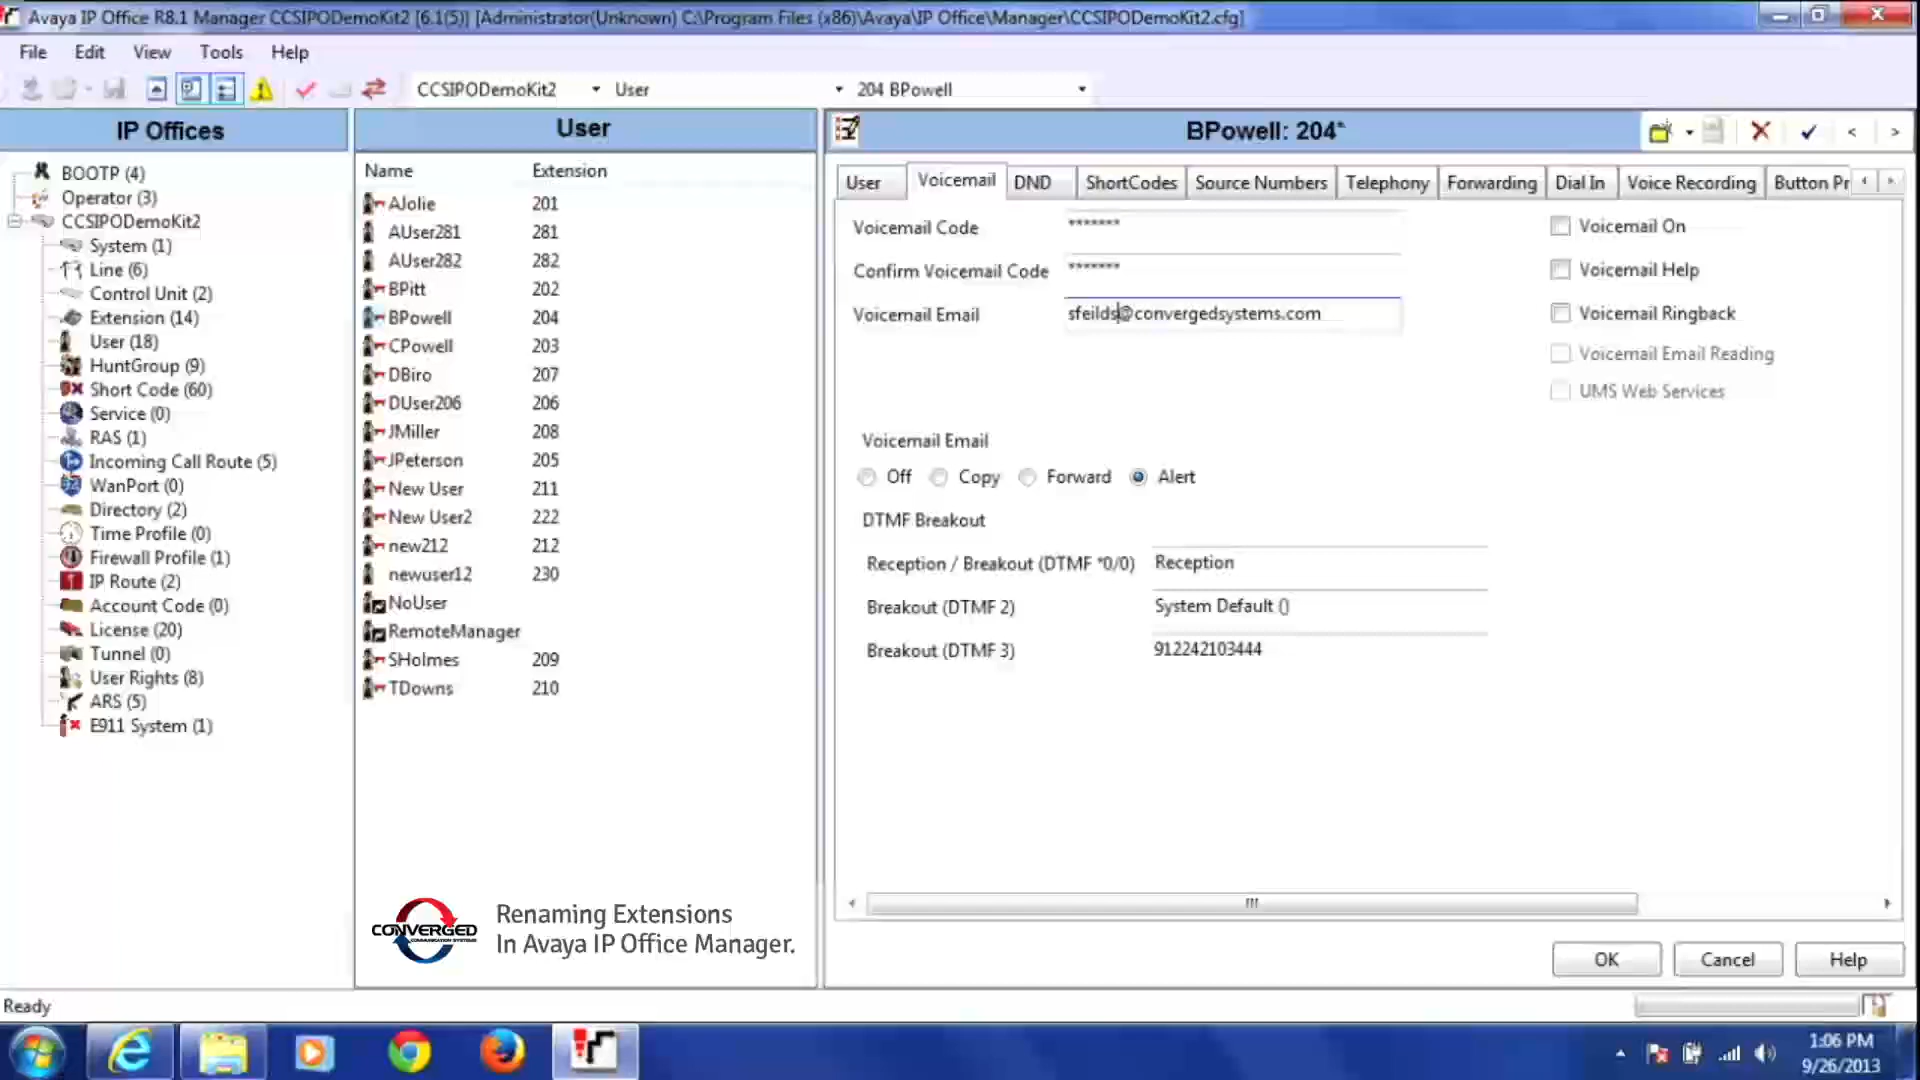 Avaya IP Office R8.1 Manager CCSIPODemoKit2 [6.1(5)] [Administrator(Unknown) C:\Program Files (x86)\Avaya\IP Office\Manager\CCSIPODemoKit2.cfg]
File Edit View Tools Help
CCSIPODemoKit2 User 204 BPowell
IP Offices
BOOTP (4)
Operator (3)
CCSIPODemoKit2
System (1)
Line (6)
Control Unit (2)
Extension (14)
User (18)
HuntGroup (9)
Short Code (60)
Service (0)
RAS (1)
Incoming Call Route (5)
WanPort (0)
Directory (2)
Time Profile (0)
Firewall Profile (1)
IP Route (2)
Account Code (0)
License (20)
Tunnel (0)
User Rights (8)
ARS (5)
E911 System (1)
User
Name Extension
AJolie 201
AUser281 281
AUser282 282
BPitt 202
BPowell 204
CPowell 203
DBiro 207
DUser206 206
JMiller 208
JPeterson 205
New User 211
New User2 222
new212 212
newuser12 230
NoUser
RemoteManager
SHolmes 209
TDowns 210
CONVERGED
COMMUNICATION SYSTEMS
Renaming Extensions
In Avaya IP Office Manager.
BPowell: 204*
User Voicemail DND ShortCodes Source Numbers Telephony Forwarding Dial In Voice Recording Button Pr
Voicemail Code *******
Confirm Voicemail Code *******
Voicemail Email sfeilds@convergedsystems.com
Voicemail On
Voicemail Help
Voicemail Ringback
Voicemail Email Reading
UMS Web Services
Voicemail Email
Off Copy Forward Alert
DTMF Breakout
Reception / Breakout (DTMF *0/0) Reception
Breakout (DTMF 2) System Default ()
Breakout (DTMF 3) 912242103444
OK Cancel Help
Ready
1:06 PM
9/26/2013